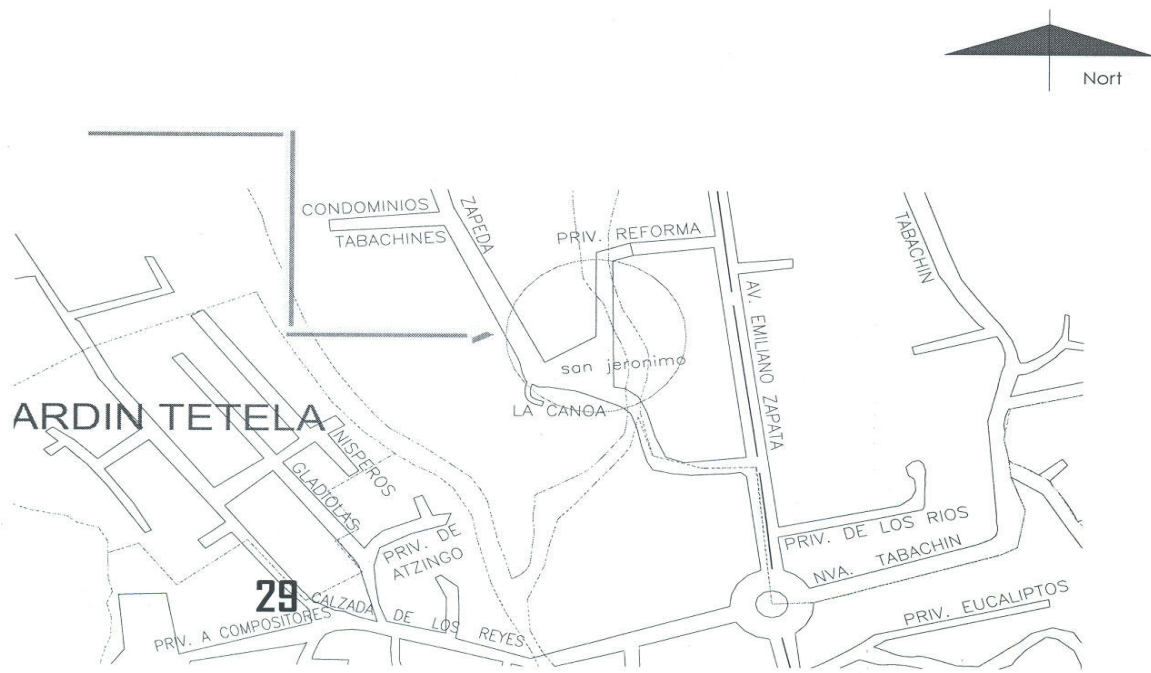 Nort
CONDOMINIOS
TABACHINES
ZAPEDA
PRIV. REFORMA
TABACHIN
AV. EMILIANO ZAPATA
san jeronimo
LA CANOA
ARDIN TETELA
NISPEROS
GLADIOLAS
PRIV. DE
ATZINGO
PRIV. DE LOS RIOS
NVA. TABACHIN
29
CALZADA DE LOS REYES
PRIV. A COMPOSITORES
PRIV. EUCALIPTOS